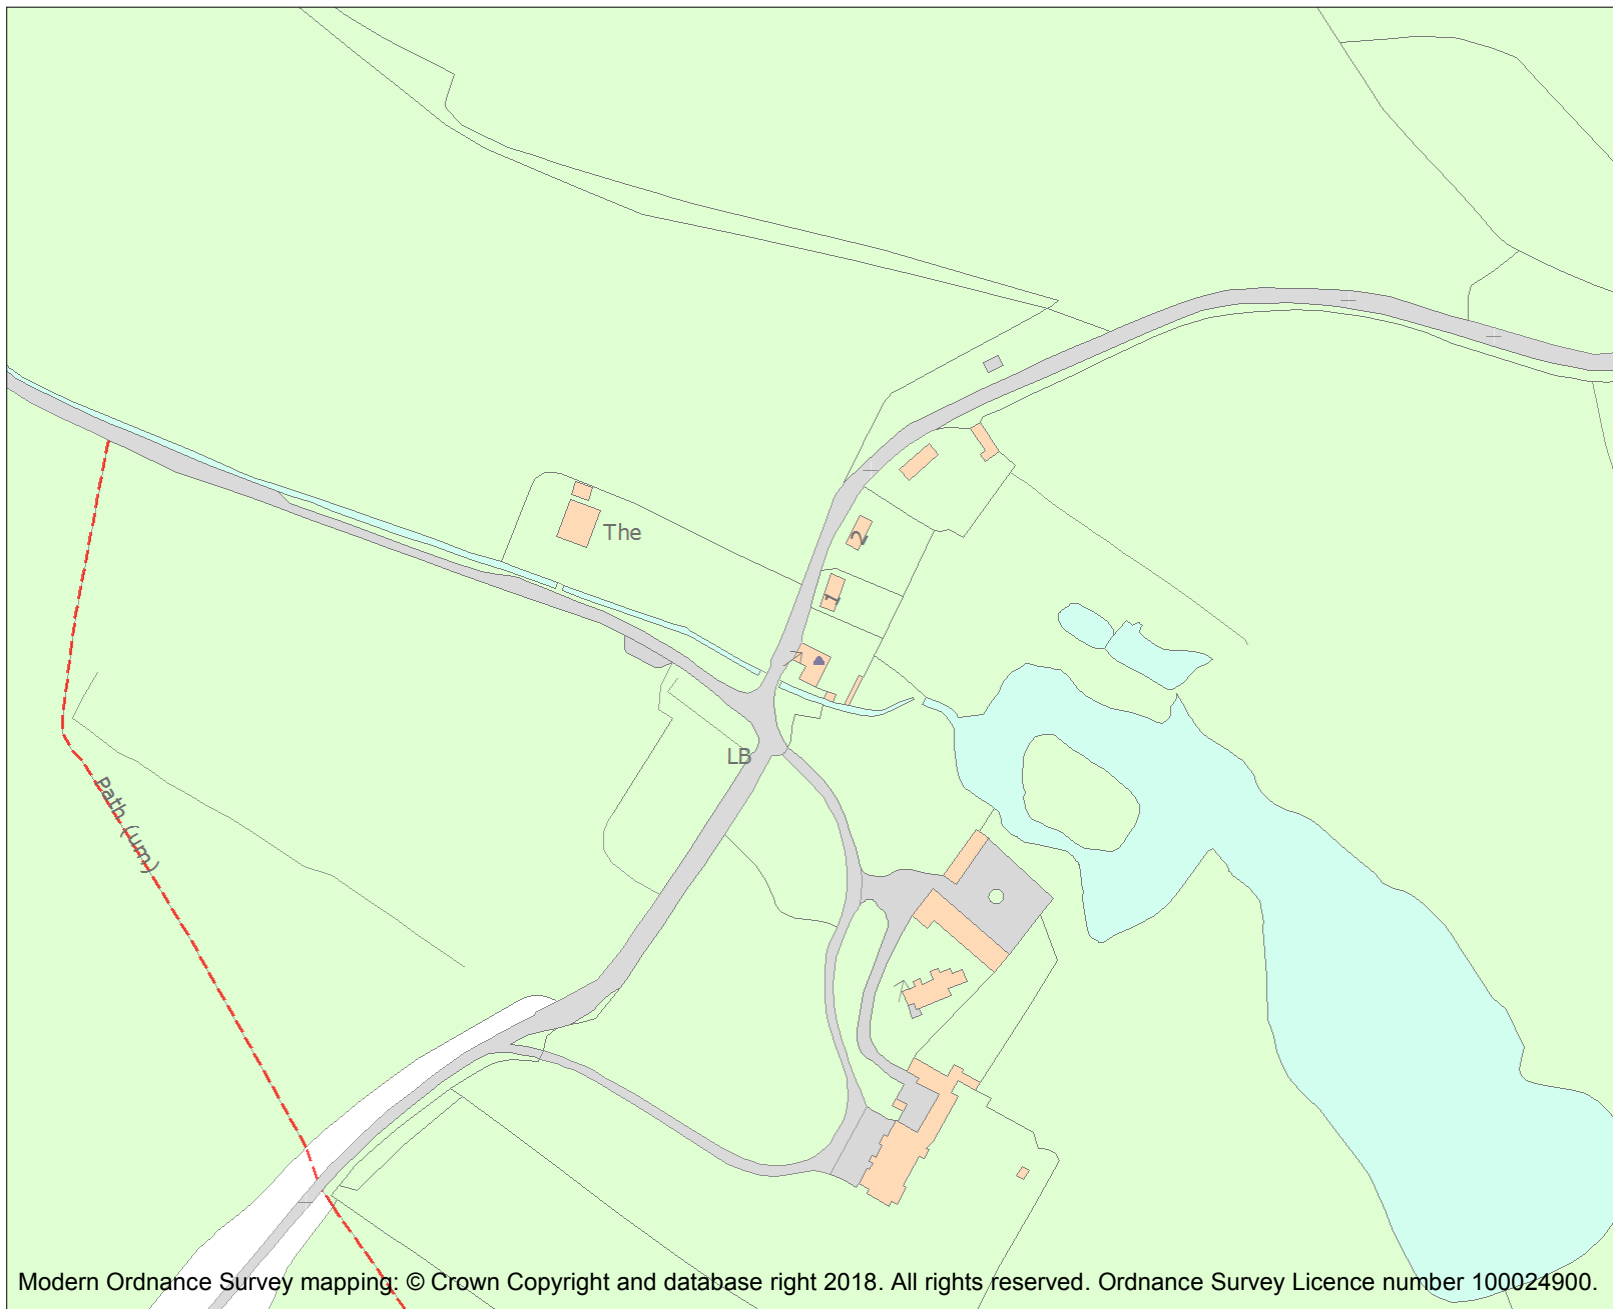 The
2
1
LB
Path (um)
Modern Ordnance Survey mapping: © Crown Copyright and database right 2018. All rights reserved. Ordnance Survey Licence number 100024900.